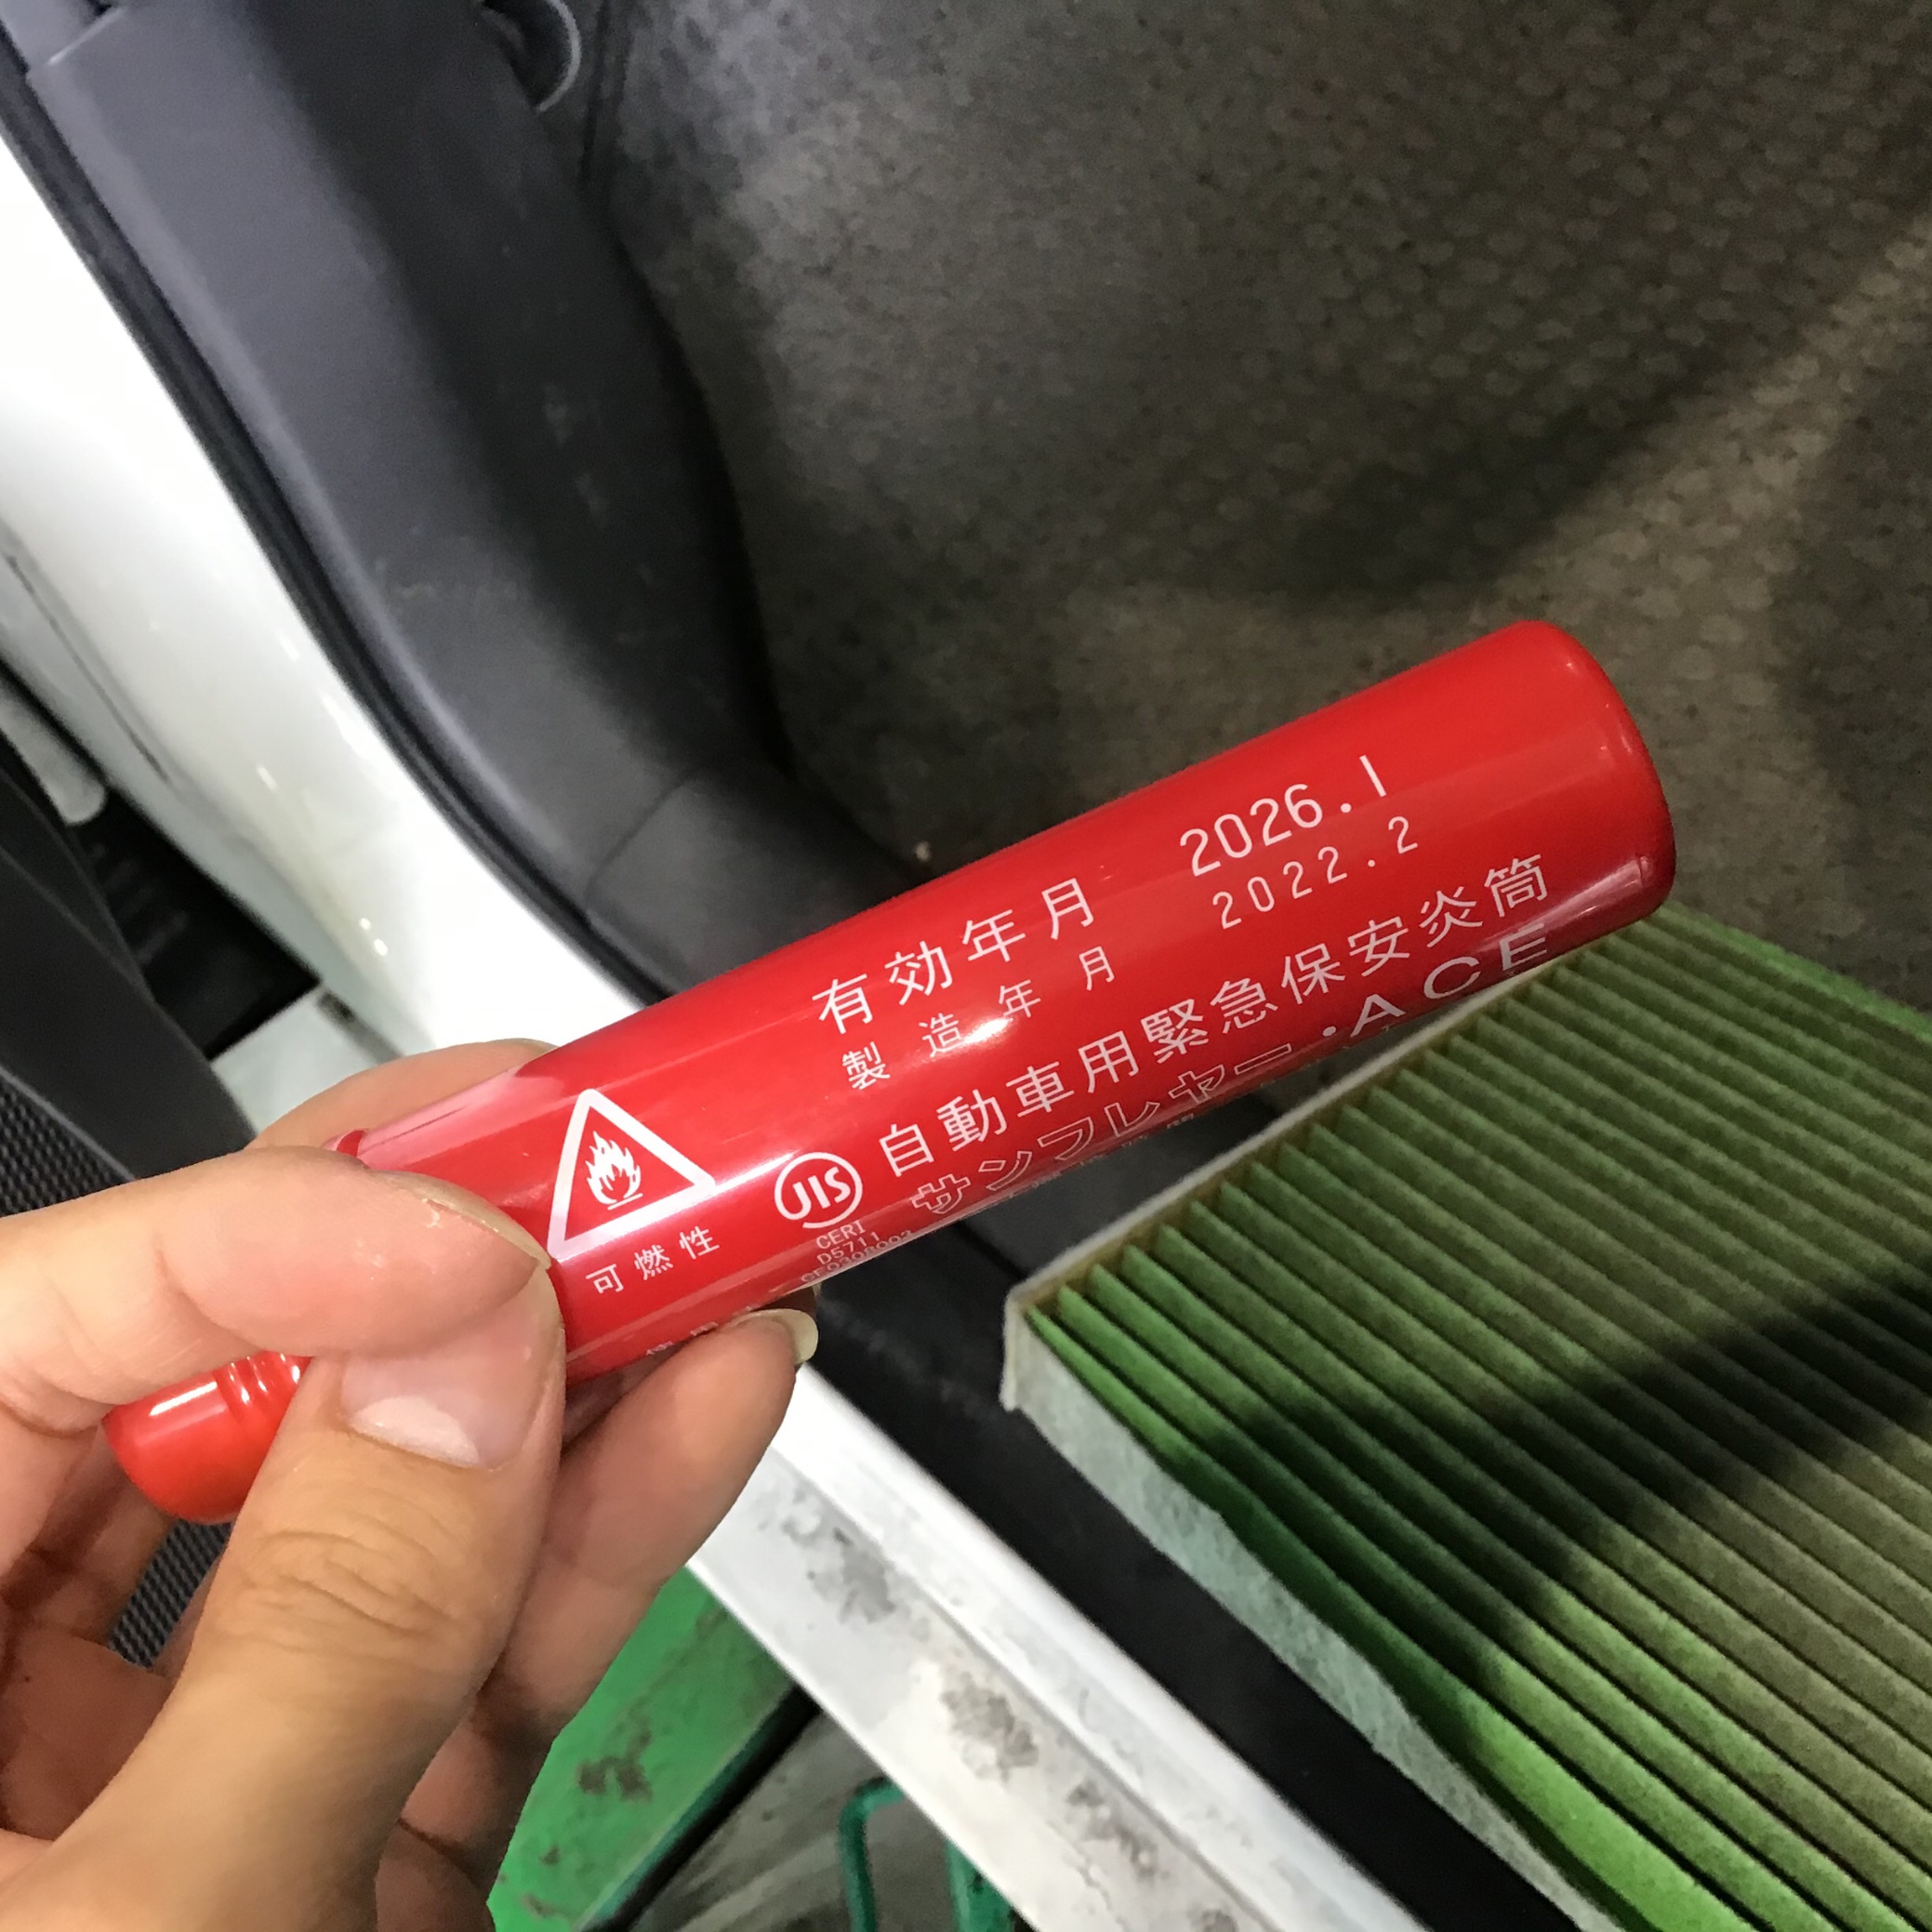 有効年月 2026.1
製造年月 2022.2
自動車用緊急保安炎筒
サンフレヤー・ACE
JIS
CERT
D5711
可燃性